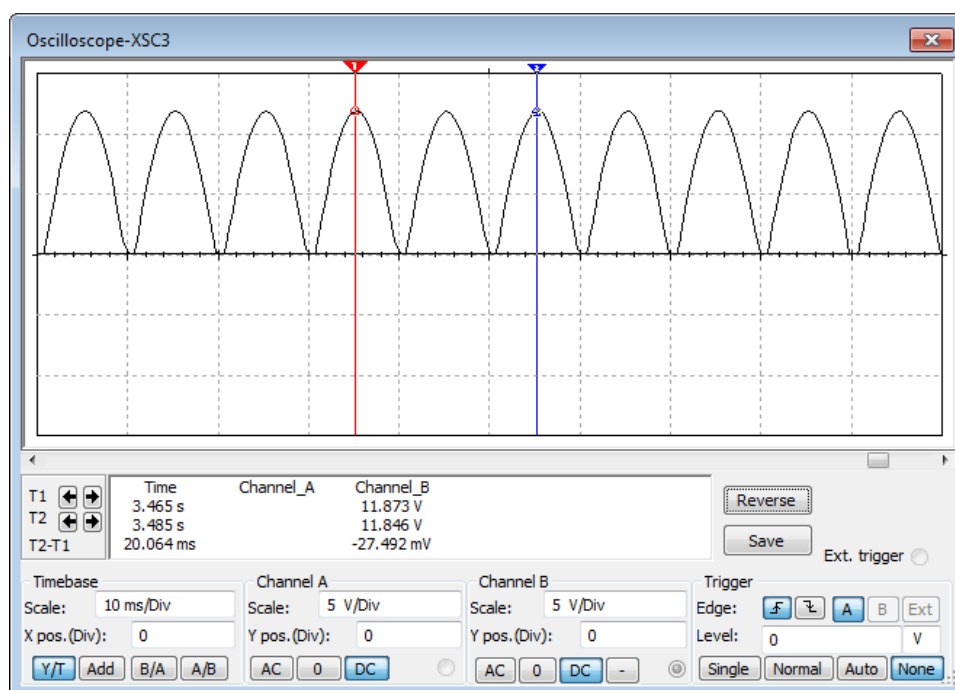 Oscilloscope-XSC3
1 2
Time Channel_A Channel_B
T1 3.465 s 11.873 V
T2 3.485 s 11.846 V
T2-T1 20.064 ms -27.492 mV
Reverse
Save
Ext. trigger
Timebase Channel A Channel B Trigger
Scale: 10 ms/Div Scale: 5 V/Div Scale: 5 V/Div Edge: A B Ext
X pos.(Div): 0 Y pos.(Div): 0 Y pos.(Div): 0 Level: 0 V
Y/T Add B/A A/B AC 0 DC AC 0 DC - Single Normal Auto None